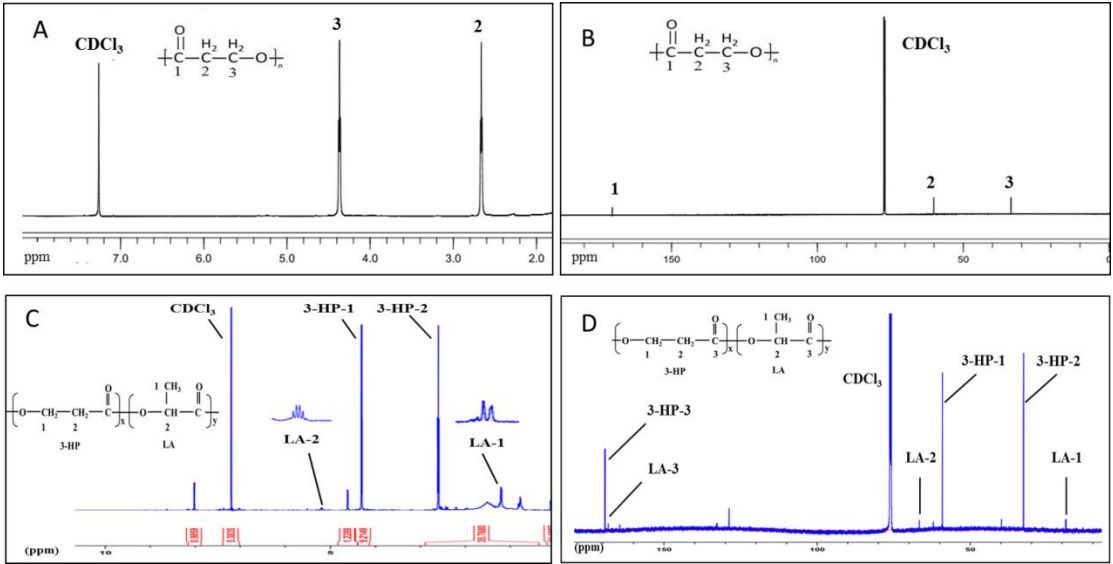 A
CDCl3
3
2
O
H2 H2
C C C O n
1 2 3
ppm 7.0 6.0 5.0 4.0 3.0 2.0
B
O
H2 H2
C C C O n
1 2 3
CDCl3
1
2
3
ppm 150 100 50 0
C
CDCl3 3-HP-1 3-HP-2
1 CH3 O
O CH2 CH2 C x O CH C y
1 2 2
3-HP LA
LA-2
LA-1
(ppm) 10 5
D
1 CH3 O
O CH2 CH2 C x O CH C y
1 2 3 2 3
3-HP LA
CDCl3
3-HP-1
3-HP-2
3-HP-3
LA-3
LA-2
LA-1
(ppm) 150 100 50